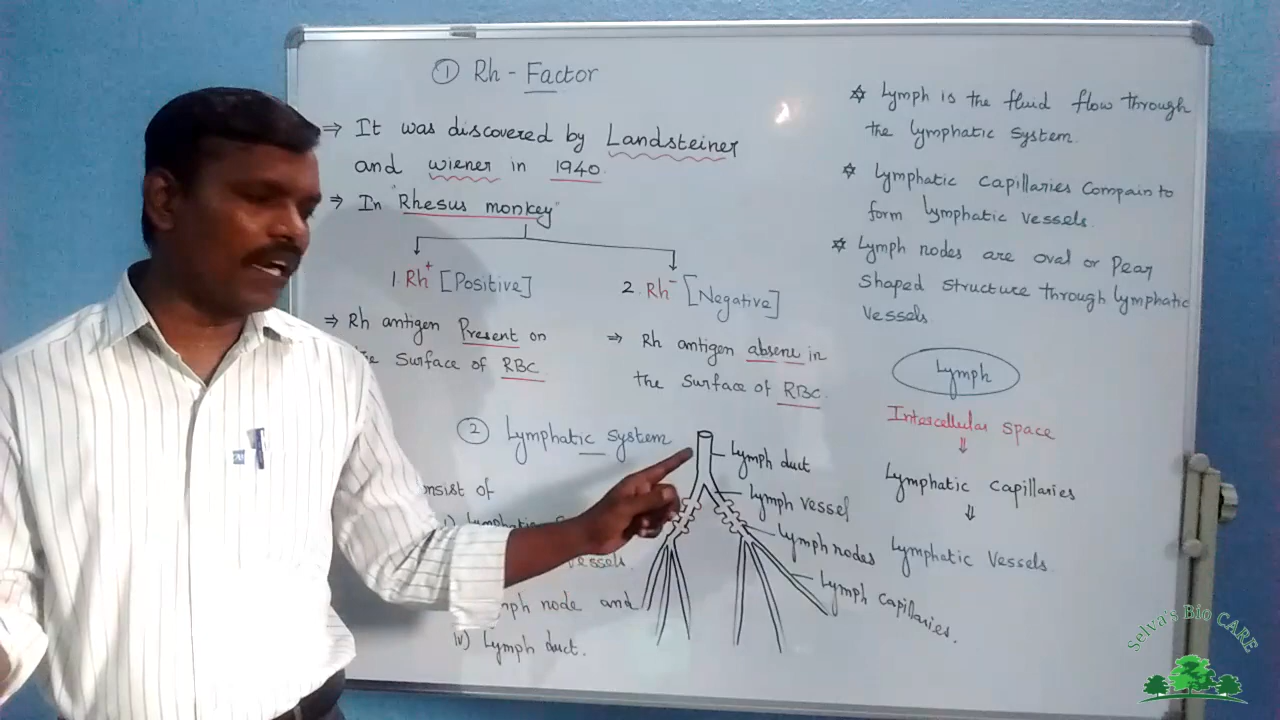 ① Rh - Factor
⇒ It was discovered by Landsteiner
and wiener in 1940.
⇒ In "Rhesus monkey"
1. Rh⁺ [Positive]
2. Rh⁻ [Negative]
⇒ Rh antigen Present on
surface of RBC.
⇒ Rh antigen absene in
the surface of RBC.
② Lymphatic system
onsist of
i) Lymphatic
vessels.
mph node and
iv) Lymph duct.
Lymph duct
Lymph vessel
Lymph nodes
Lymph capillaries.
✡ Lymph is the fluid flow through
the lymphatic system.
✡ Lymphatic capillaries Compain to
form lymphatic vessels.
✡ Lymph nodes are oval or Pear
Shaped structure through lymphatic
vessels.
Lymph
Intercellular space
⇓
Lymphatic capillaries
⇓
Lymphatic Vessels.
Selva's Bio CARE